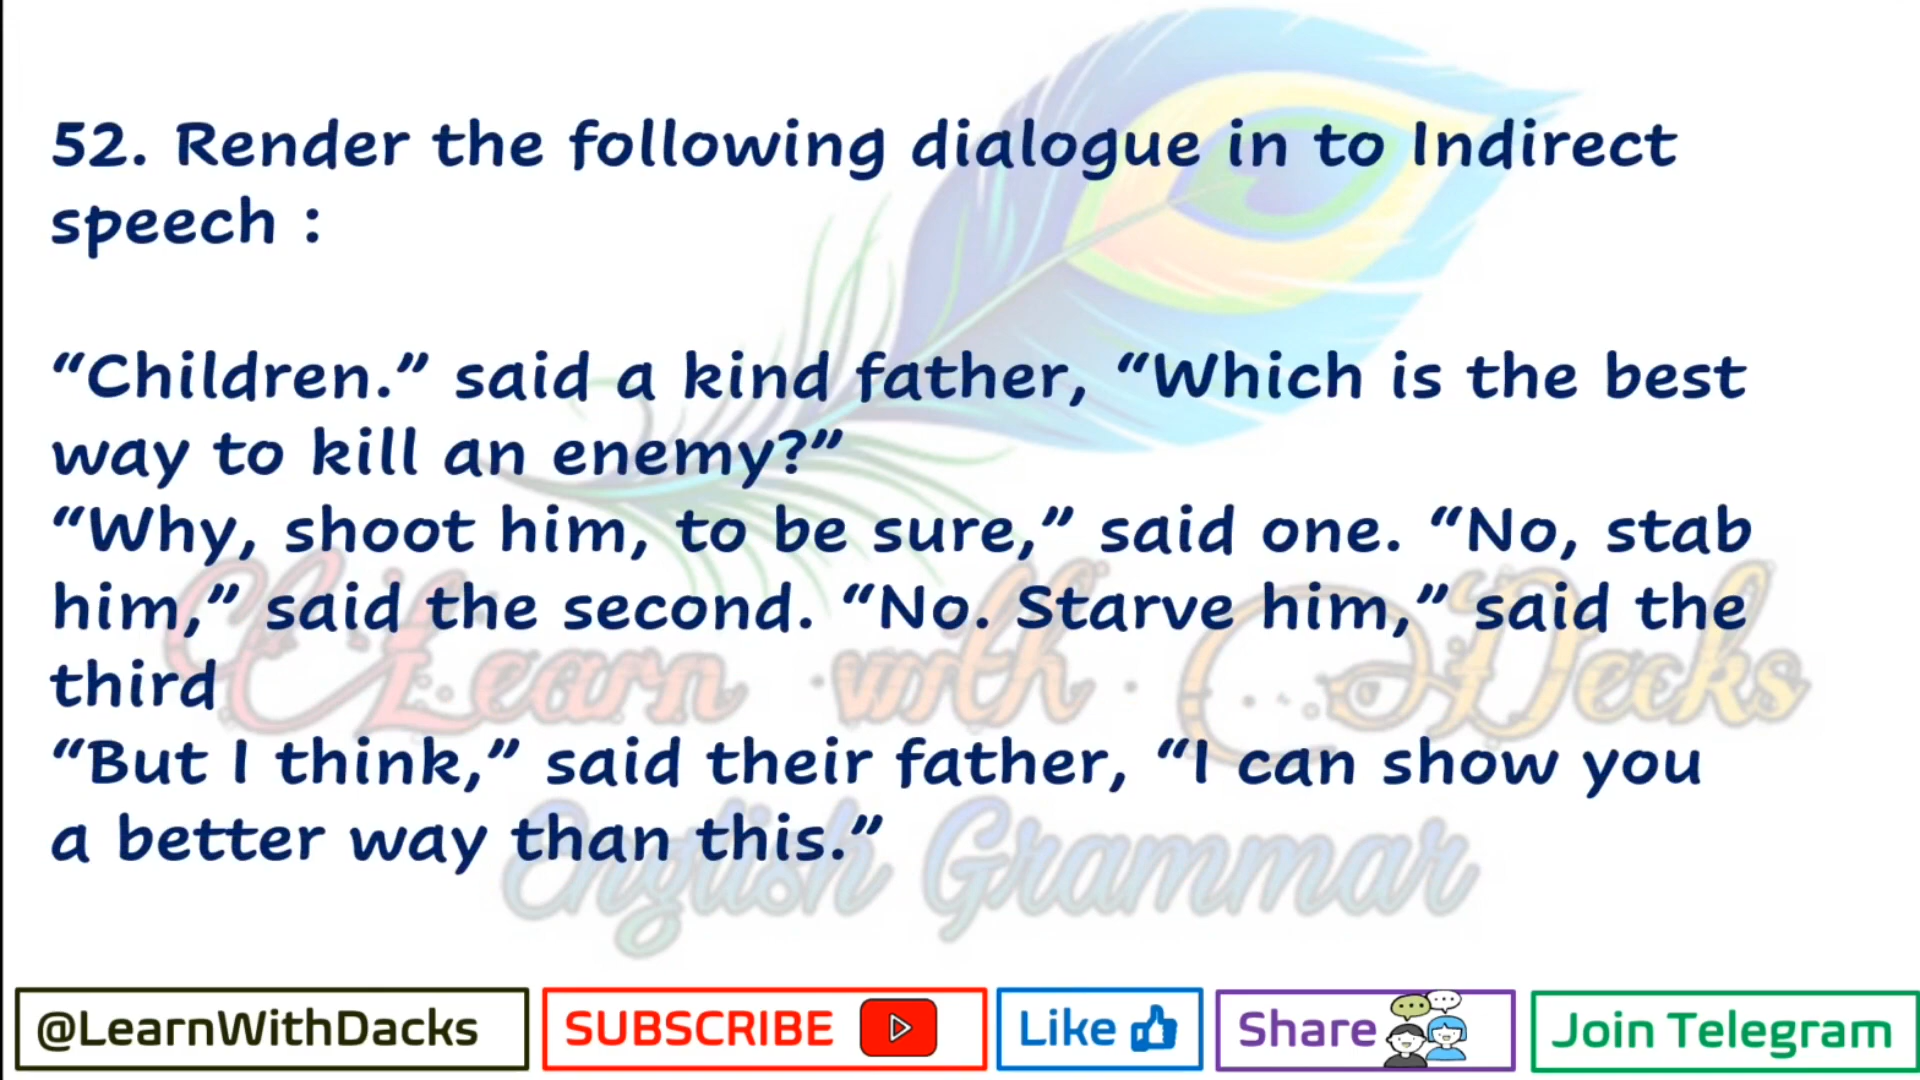 52. Render the following dialogue in to Indirect
speech :
“Children.” said a kind father, “Which is the best
way to kill an enemy?”
“Why, shoot him, to be sure,” said one. “No, stab
him,” said the second. “No. Starve him,” said the
third
“But I think,” said their father, “I can show you
a better way than this.”
Learn with Decks
English Grammar
@LearnWithDacks
SUBSCRIBE
Like
Share
Join Telegram